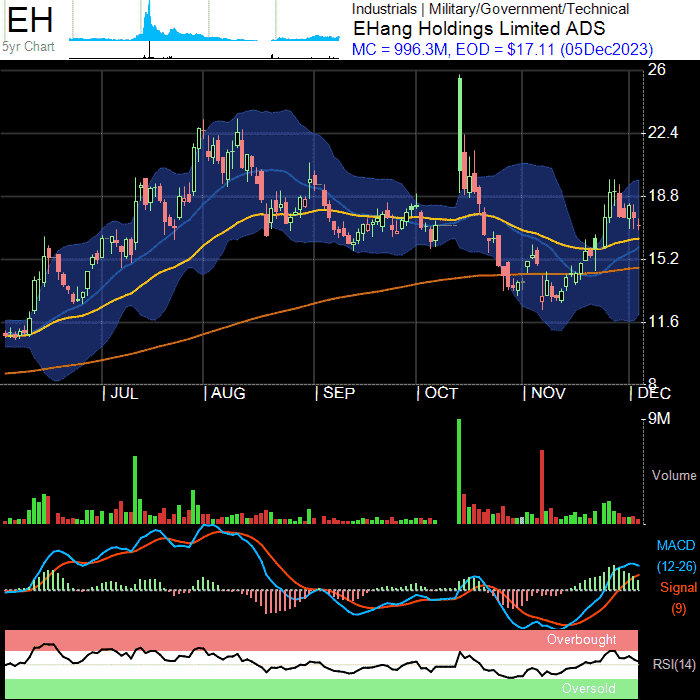 EH
5yr Chart
Industrials | Military/Government/Technical
EHang Holdings Limited ADS
MC = 996.3M, EOD = $17.11 (05Dec2023)
26
22.4
18.8
15.2
11.6
8
|JUL |AUG |SEP |OCT |NOV |DEC
9M
Volume
MACD
(12-26)
Signal
(9)
Overbought
RSI(14)
Oversold